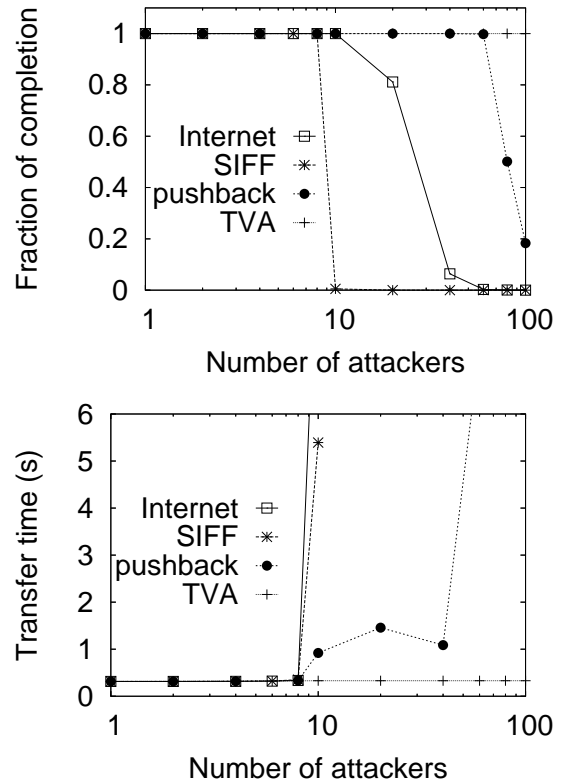 1
0.8
0.6
0.4
0.2
0
Fraction of completion
Internet
SIFF
pushback
TVA
1 10 100
Number of attackers
6
5
4
3
2
1
0
Transfer time (s)
Internet
SIFF
pushback
TVA
1 10 100
Number of attackers